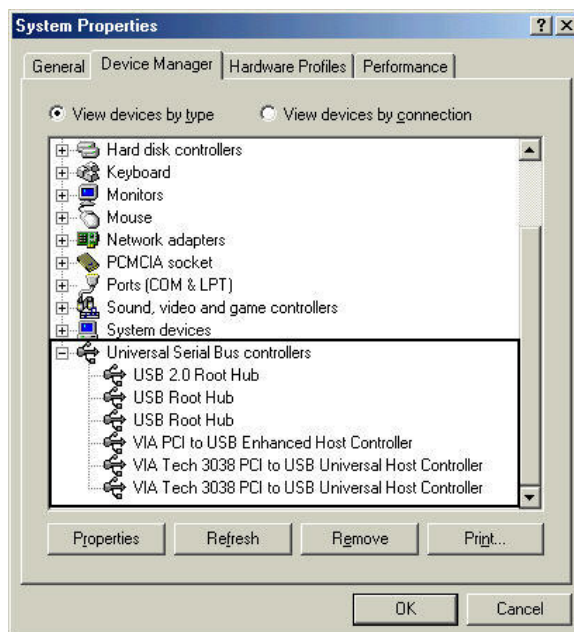 System Properties
General Device Manager Hardware Profiles Performance
View devices by type View devices by connection
Hard disk controllers
Keyboard
Monitors
Mouse
Network adapters
PCMCIA socket
Ports (COM & LPT)
Sound, video and game controllers
System devices
Universal Serial Bus controllers
USB 2.0 Root Hub
USB Root Hub
USB Root Hub
VIA PCI to USB Enhanced Host Controller
VIA Tech 3038 PCI to USB Universal Host Controller
VIA Tech 3038 PCI to USB Universal Host Controller
Properties Refresh Remove Print...
OK Cancel